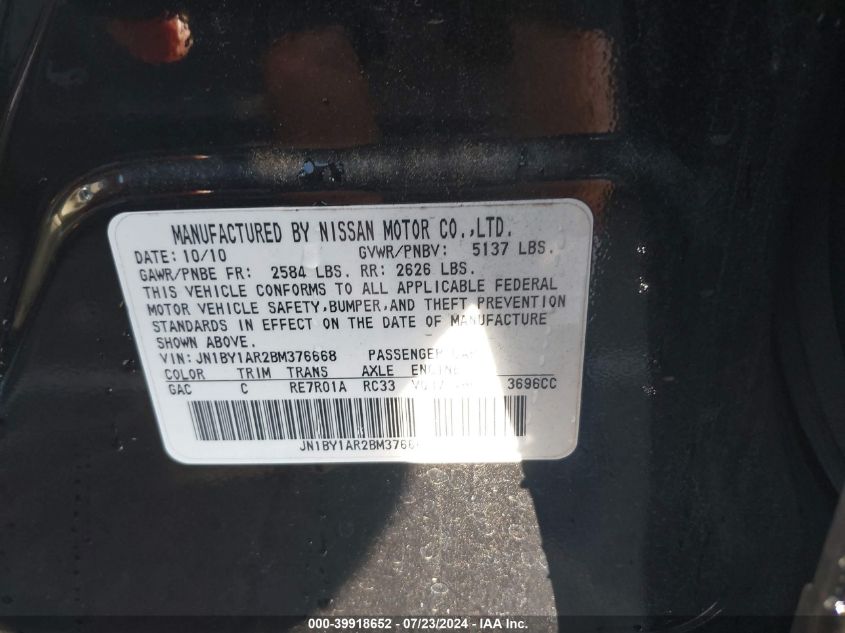 MANUFACTURED BY NISSAN MOTOR CO.,LTD.
DATE: 10/10 GVWR/PNBV: 5137 LBS.
GAWR/PNBE FR: 2584 LBS. RR: 2626 LBS.
THIS VEHICLE CONFORMS TO ALL APPLICABLE FEDERAL
MOTOR VEHICLE SAFETY, BUMPER, AND THEFT PREVENTION
STANDARDS IN EFFECT ON THE DATE OF MANUFACTURE
SHOWN ABOVE.
VIN: JN1BY1AR2BM376668 PASSENGER
COLOR TRIM TRANS AXLE ENGINE
GAC C RE7R01A RC33 3696CC
JN1BY1AR2BM37666
000-39918652 / 07/23/2024 - IAA Inc.